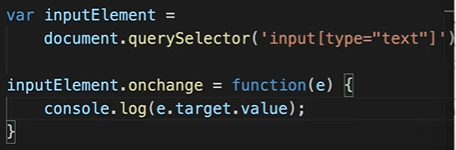 var inputElement =
document.querySelector('input[type="text"]')
inputElement.onchange = function(e) {
console.log(e.target.value);
}